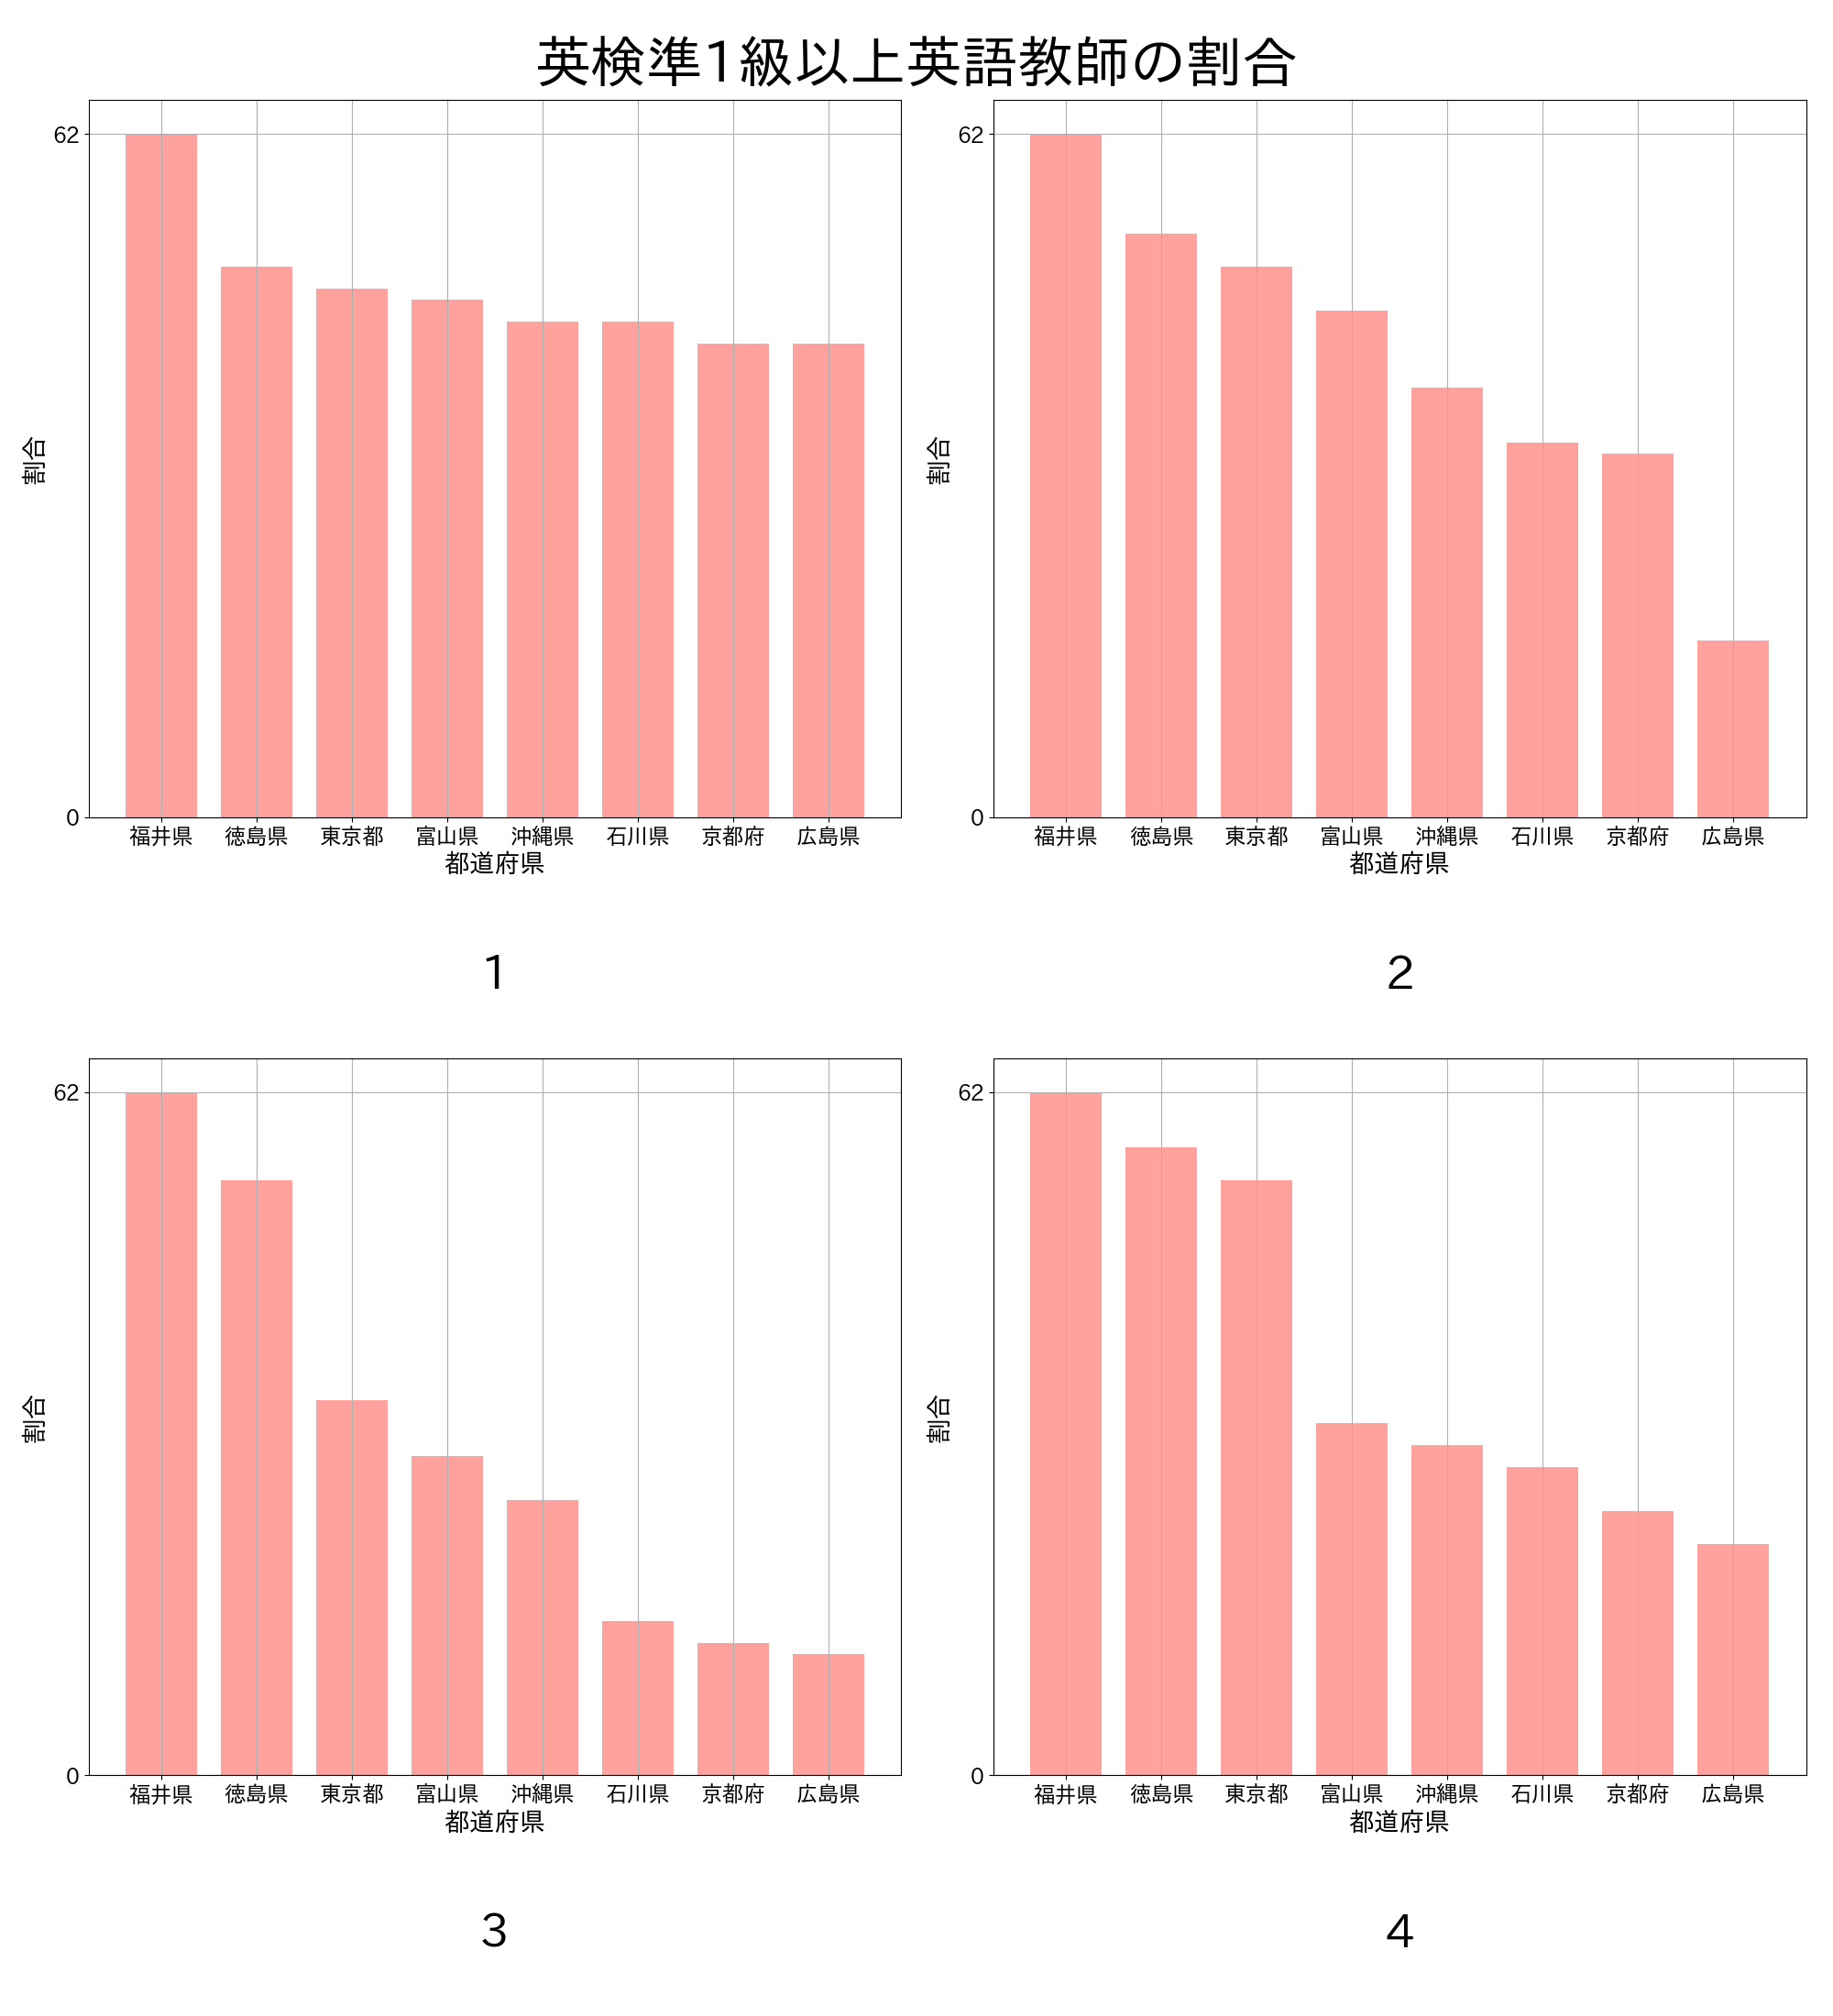 英検準1級以上英語教師の割合
62
割合
0
福井県 徳島県 東京都 富山県 沖縄県 石川県 京都府 広島県
都道府県
1
62
割合
0
福井県 徳島県 東京都 富山県 沖縄県 石川県 京都府 広島県
都道府県
2
62
割合
0
福井県 徳島県 東京都 富山県 沖縄県 石川県 京都府 広島県
都道府県
3
62
割合
0
福井県 徳島県 東京都 富山県 沖縄県 石川県 京都府 広島県
都道府県
4